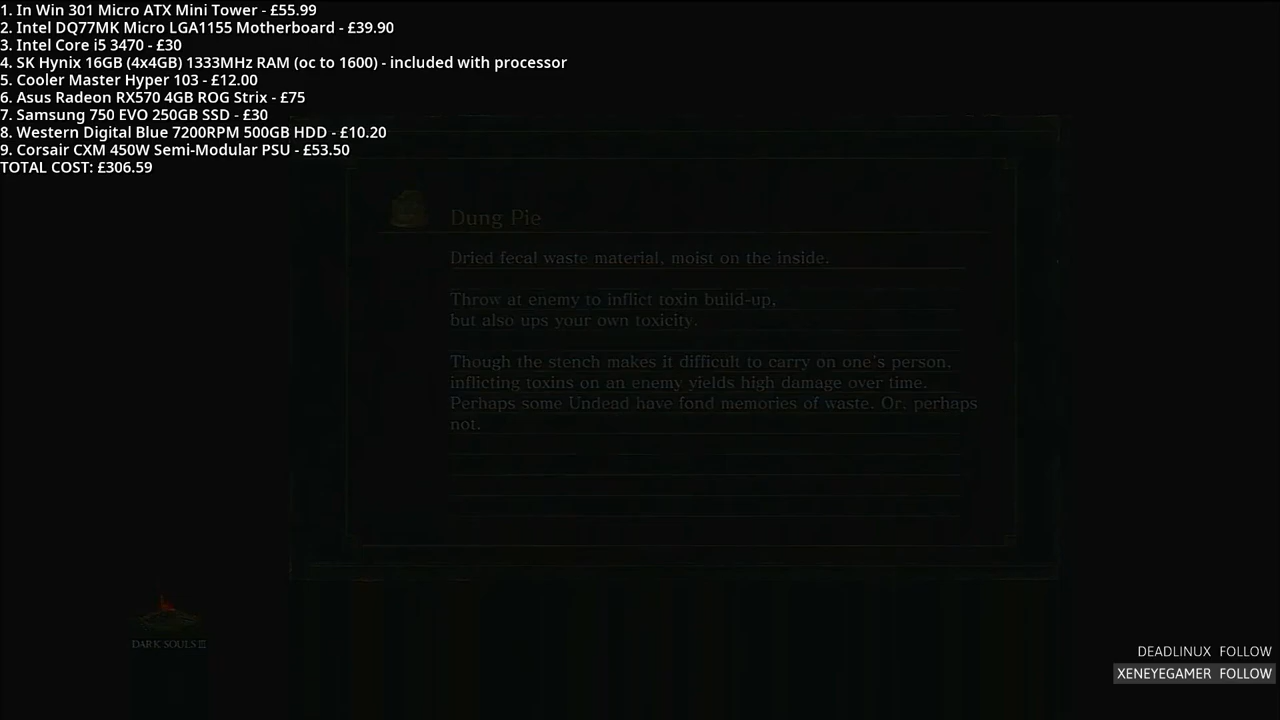 1. In Win 301 Micro ATX Mini Tower - £55.99
2. Intel DQ77MK Micro LGA1155 Motherboard - £39.90
3. Intel Core i5 3470 - £30
4. SK Hynix 16GB (4x4GB) 1333MHz RAM (oc to 1600) - included with processor
5. Cooler Master Hyper 103 - £12.00
6. Asus Radeon RX570 4GB ROG Strix - £75
7. Samsung 750 EVO 250GB SSD - £30
8. Western Digital Blue 7200RPM 500GB HDD - £10.20
9. Corsair CXM 450W Semi-Modular PSU - £53.50
TOTAL COST: £306.59
Dung Pie
Dried fecal waste material, moist on the inside.
Throw at enemy to inflict toxin build-up,
but also ups your own toxicity.
Though the stench makes it difficult to carry on one's person,
inflicting toxins on an enemy yields high damage over time.
Perhaps some Undead have fond memories of waste. Or, perhaps
not.
DARK SOULS III
DEADLINUX FOLLOW
XENEYEGAMER FOLLOW